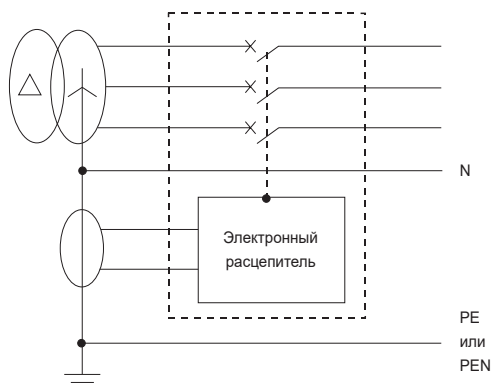 N
Электронный
расцепитель
PE
или
PEN